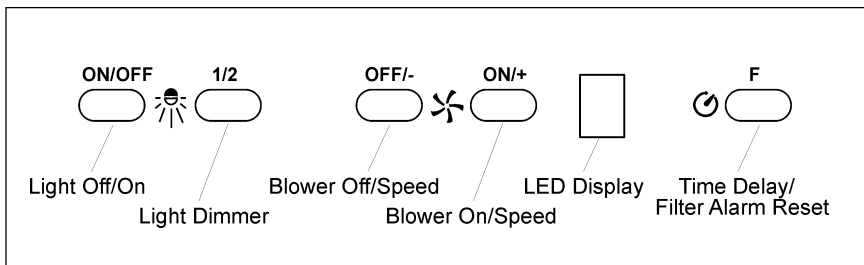 ON/OFF 1/2 OFF/- ON/+ F
Light Off/On
Light Dimmer
Blower Off/Speed
Blower On/Speed
LED Display
Time Delay/
Filter Alarm Reset